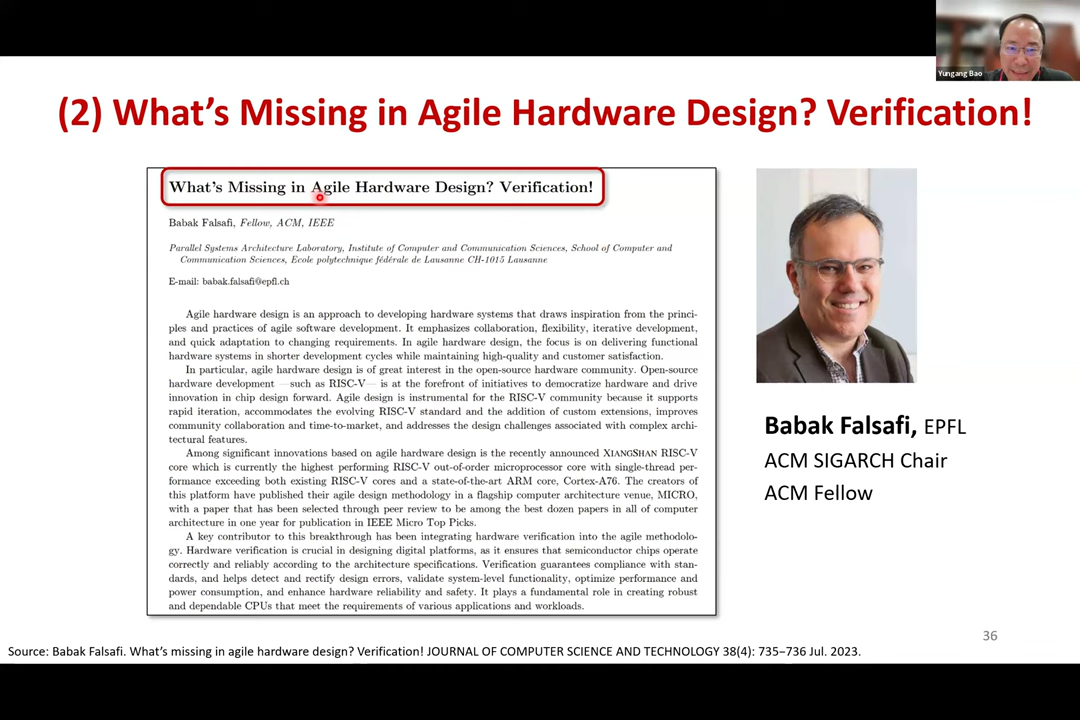 Yungang Bao
(2) What's Missing in Agile Hardware Design? Verification!
What's Missing in Agile Hardware Design? Verification!
Babak Falsafi, Fellow, ACM, IEEE
Parallel Systems Architecture Laboratory, Institute of Computer and Communication Sciences, School of Computer and
Communication Sciences, Ecole polytechnique fédérale de Lausanne CH-1015 Lausanne
E-mail: babak.falsafi@epfl.ch
Agile hardware design is an approach to developing hardware systems that draws inspiration from the princi-
ples and practices of agile software development. It emphasizes collaboration, flexibility, iterative development,
and quick adaptation to changing requirements. In agile hardware design, the focus is on delivering functional
hardware systems in shorter development cycles while maintaining high-quality and customer satisfaction.
In particular, agile hardware design is of great interest in the open-source hardware community. Open-source
hardware development —such as RISC-V— is at the forefront of initiatives to democratize hardware and drive
innovation in chip design forward. Agile design is instrumental for the RISC-V community because it supports
rapid iteration, accommodates the evolving RISC-V standard and the addition of custom extensions, improves
community collaboration and time-to-market, and addresses the design challenges associated with complex archi-
tectural features.
Among significant innovations based on agile hardware design is the recently announced XIANGSHAN RISC-V
core which is currently the highest performing RISC-V out-of-order microprocessor core with single-thread per-
formance exceeding both existing RISC-V cores and a state-of-the-art ARM core, Cortex-A76. The creators of
this platform have published their agile design methodology in a flagship computer architecture venue, MICRO,
with a paper that has been selected through peer review to be among the best dozen papers in all of computer
architecture in one year for publication in IEEE Micro Top Picks.
A key contributor to this breakthrough has been integrating hardware verification into the agile methodolo-
gy. Hardware verification is crucial in designing digital platforms, as it ensures that semiconductor chips operate
correctly and reliably according to the architecture specifications. Verification guarantees compliance with stan-
dards, and helps detect and rectify design errors, validate system-level functionality, optimize performance and
power consumption, and enhance hardware reliability and safety. It plays a fundamental role in creating robust
and dependable CPUs that meet the requirements of various applications and workloads.
Babak Falsafi, EPFL
ACM SIGARCH Chair
ACM Fellow
36
Source: Babak Falsafi. What's missing in agile hardware design? Verification! JOURNAL OF COMPUTER SCIENCE AND TECHNOLOGY 38(4): 735−736 Jul. 2023.